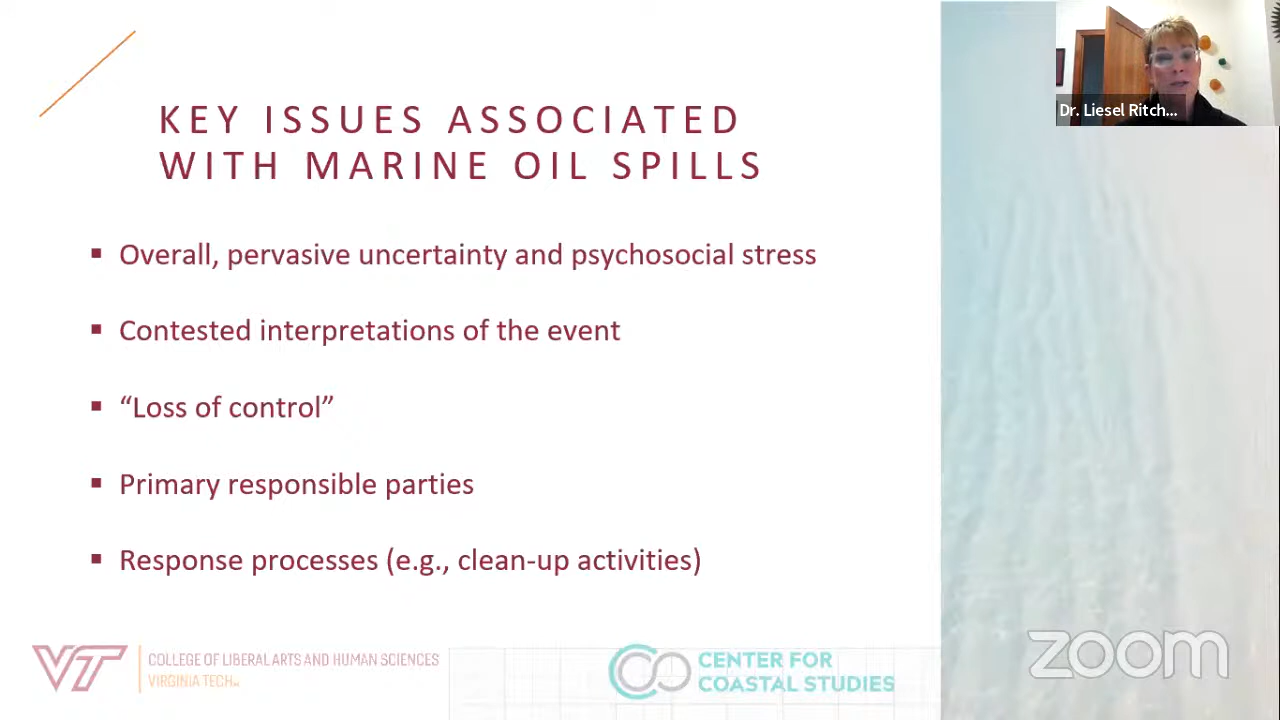 Dr. Liesel Ritch...
KEY ISSUES ASSOCIATED
WITH MARINE OIL SPILLS
▪ Overall, pervasive uncertainty and psychosocial stress
▪ Contested interpretations of the event
▪ “Loss of control”
▪ Primary responsible parties
▪ Response processes (e.g., clean-up activities)
VT
COLLEGE OF LIBERAL ARTS AND HUMAN SCIENCES
VIRGINIA TECH™
CENTER FOR
COASTAL STUDIES
zoom